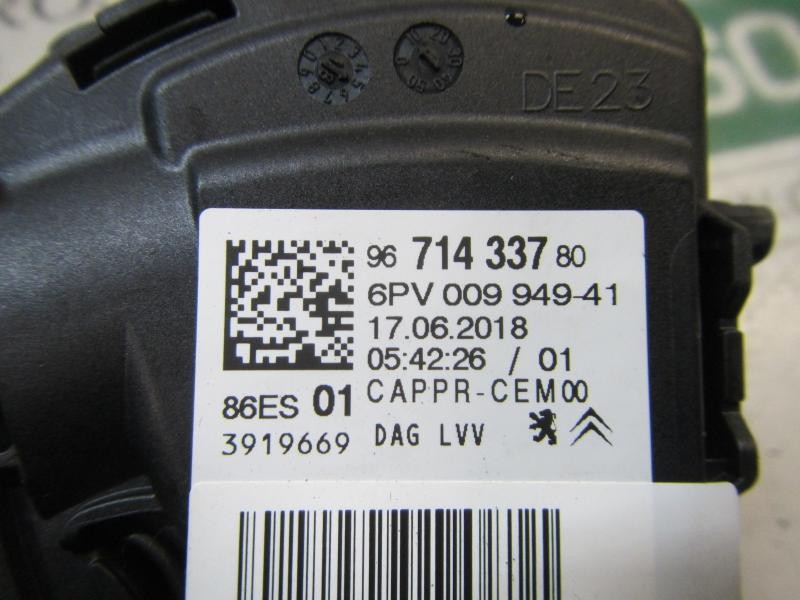 DE23
96 714 337 80
6PV 009 949-41
17.06.2018
05:42:26 / 01
86ES 01 CAPPR-CEM00
3919669 DAG LVV